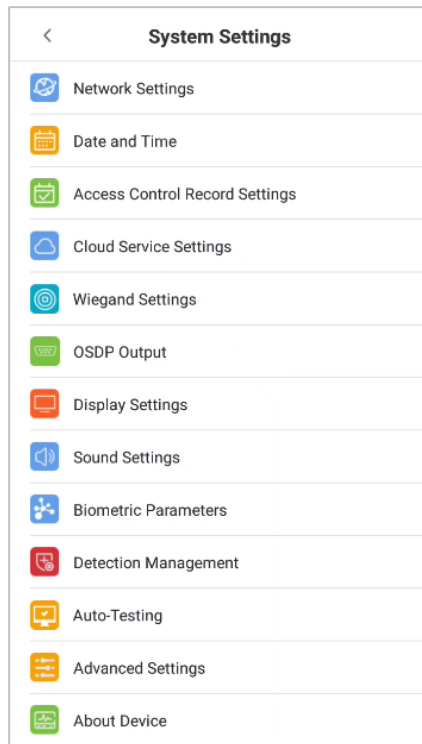 System Settings
Network Settings
Date and Time
Access Control Record Settings
Cloud Service Settings
Wiegand Settings
OSDP Output
Display Settings
Sound Settings
Biometric Parameters
Detection Management
Auto-Testing
Advanced Settings
About Device